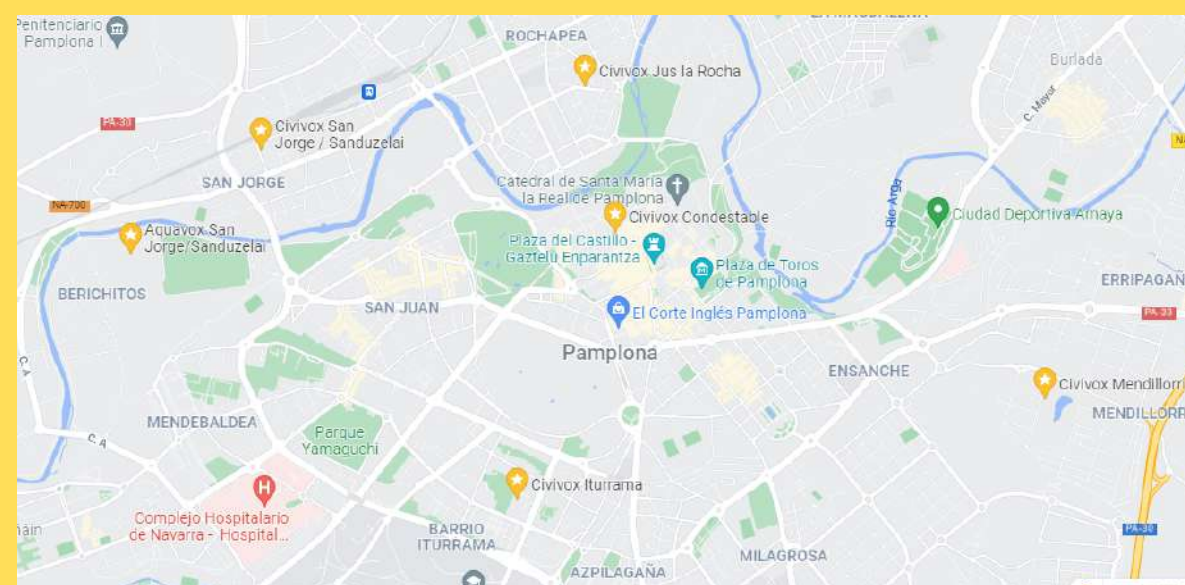 Penitenciario
Pamplona I
ROCHAPEA
Burlada
Civivox Jus la Rocha
C. Mayor
PA-30
Civivox San
Jorge / Sanduzelai
SAN JORGE
Catedral de Santa María
la Real de Pamplona
Río Arga
NA-700
Civivox Condestable
Ciudad Deportiva Amaya
Aquavox San
Jorge/Sanduzelai
Plaza del Castillo -
Gaztelu Enparantza
Plaza de Toros
de Pamplona
ERRIPAGAÑ
BERICHITOS
SAN JUAN
El Corte Inglés Pamplona
PA-33
Pamplona
ENSANCHE
C. A
Civivox Mendillorri
MENDILLORR
MENDEBALDEA
Parque
Yamaguchi
C. A
H
Civivox Iturrama
Complejo Hospitalario
de Navarra - Hospital...
BARRIO
ITURRAMA
PA-30
MILAGROSA
AZPILAGAÑA